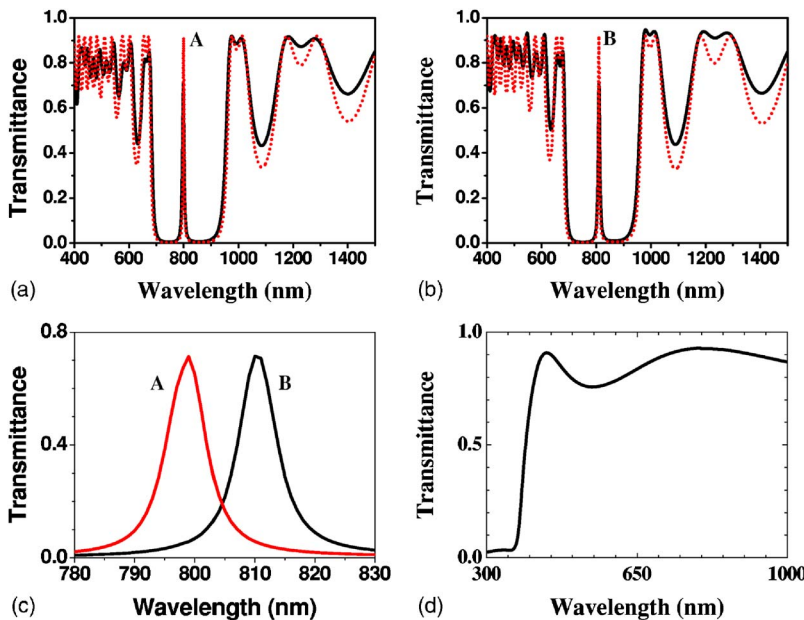 1.0
0.8
0.6
0.4
0.2
0.0
Transmittance
A
400 600 800 1000 1200 1400
(a) Wavelength (nm)
1.0
0.8
0.6
0.4
0.2
0.0
Transmittance
B
400 600 800 1000 1200 1400
(b) Wavelength (nm)
0.8
0.4
0.0
Transmittance
A B
780 790 800 810 820 830
(c) Wavelength (nm)
1.0
0.5
0.0
Transmittance
300 650 1000
(d) Wavelength (nm)